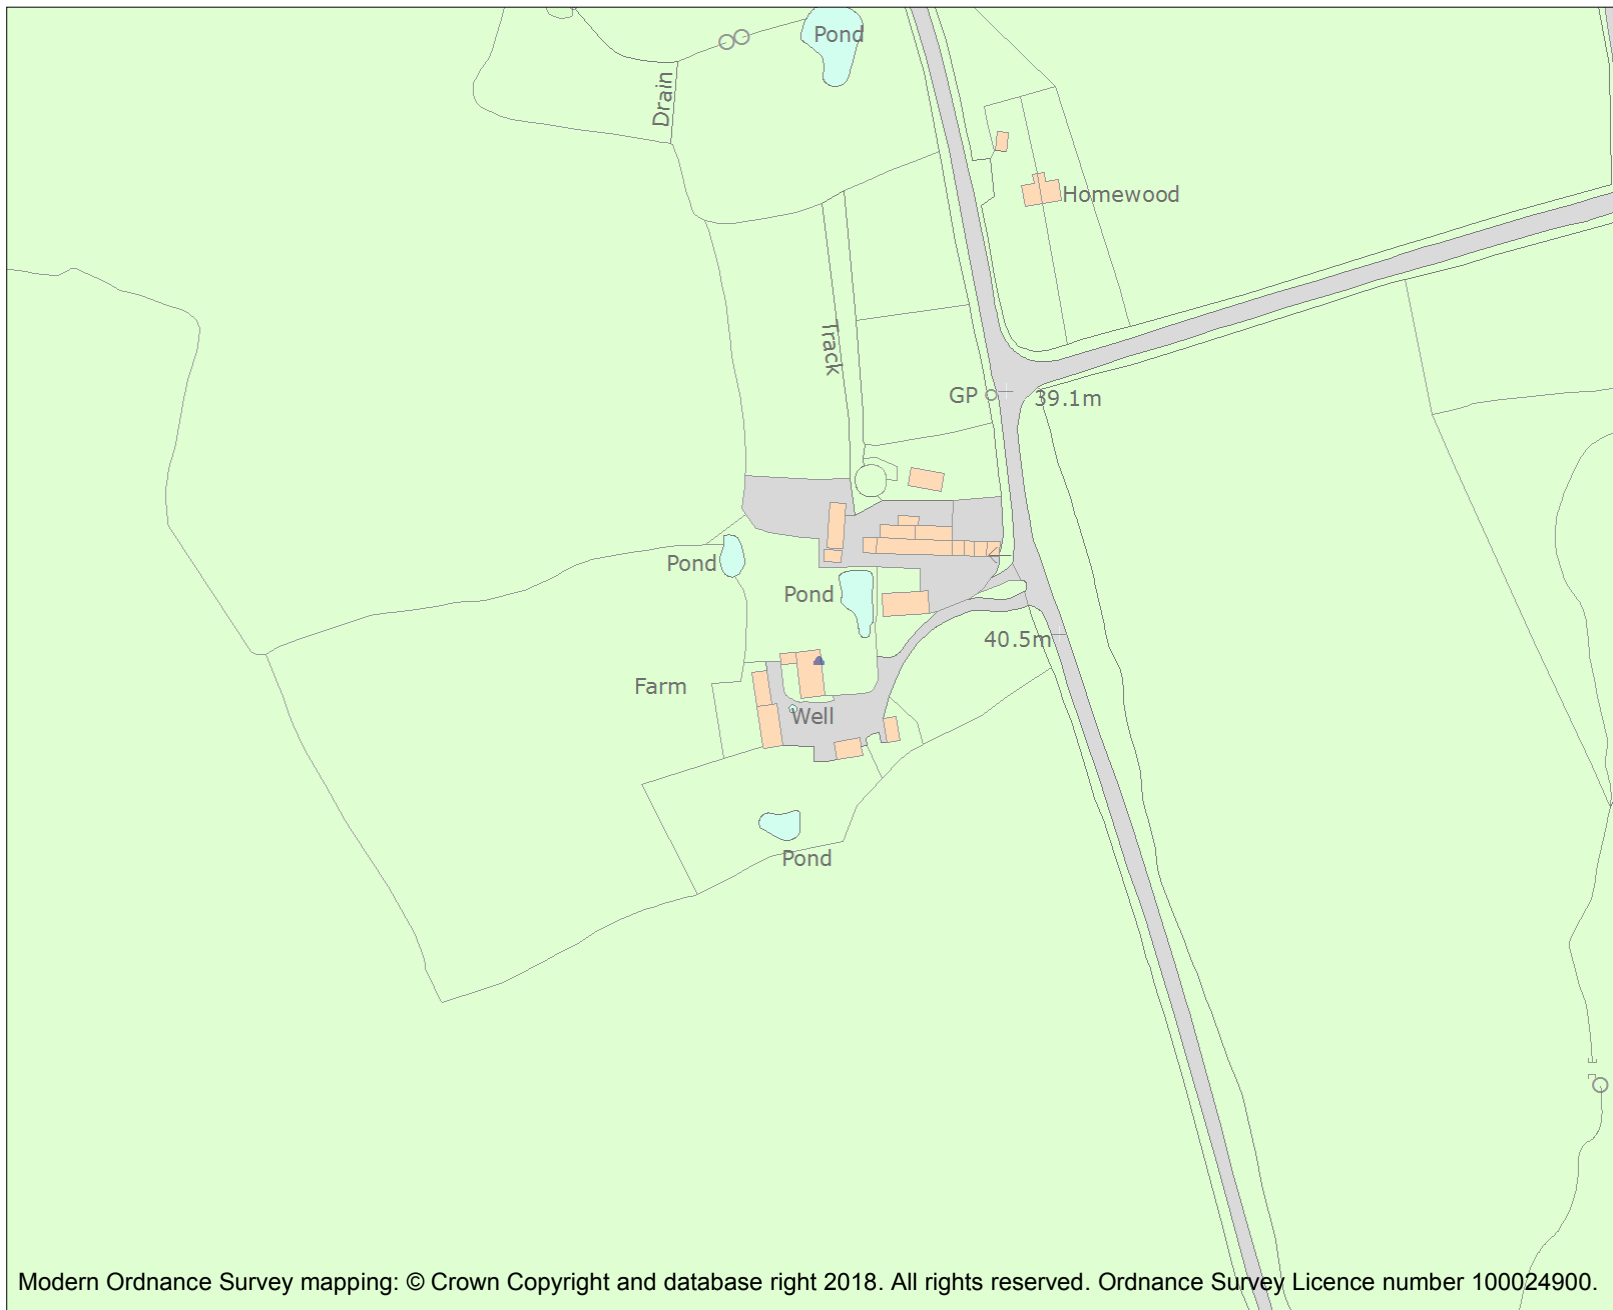 Pond
Drain
Homewood
Track
GP
39.1m
Pond
Pond
40.5m
Farm
Well
Pond
Modern Ordnance Survey mapping: © Crown Copyright and database right 2018. All rights reserved. Ordnance Survey Licence number 100024900.